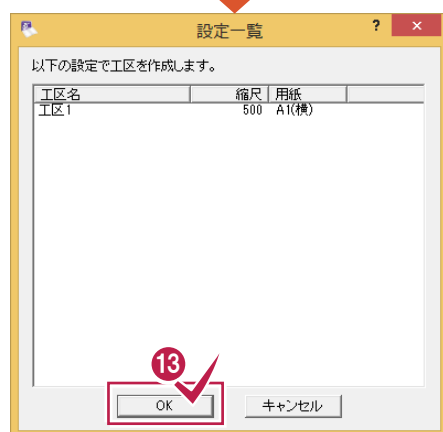 設定一覧 ? ×
以下の設定で工区を作成します。
工区名 縮尺 用紙
工区1 500 A1(横)
13
OK キャンセル